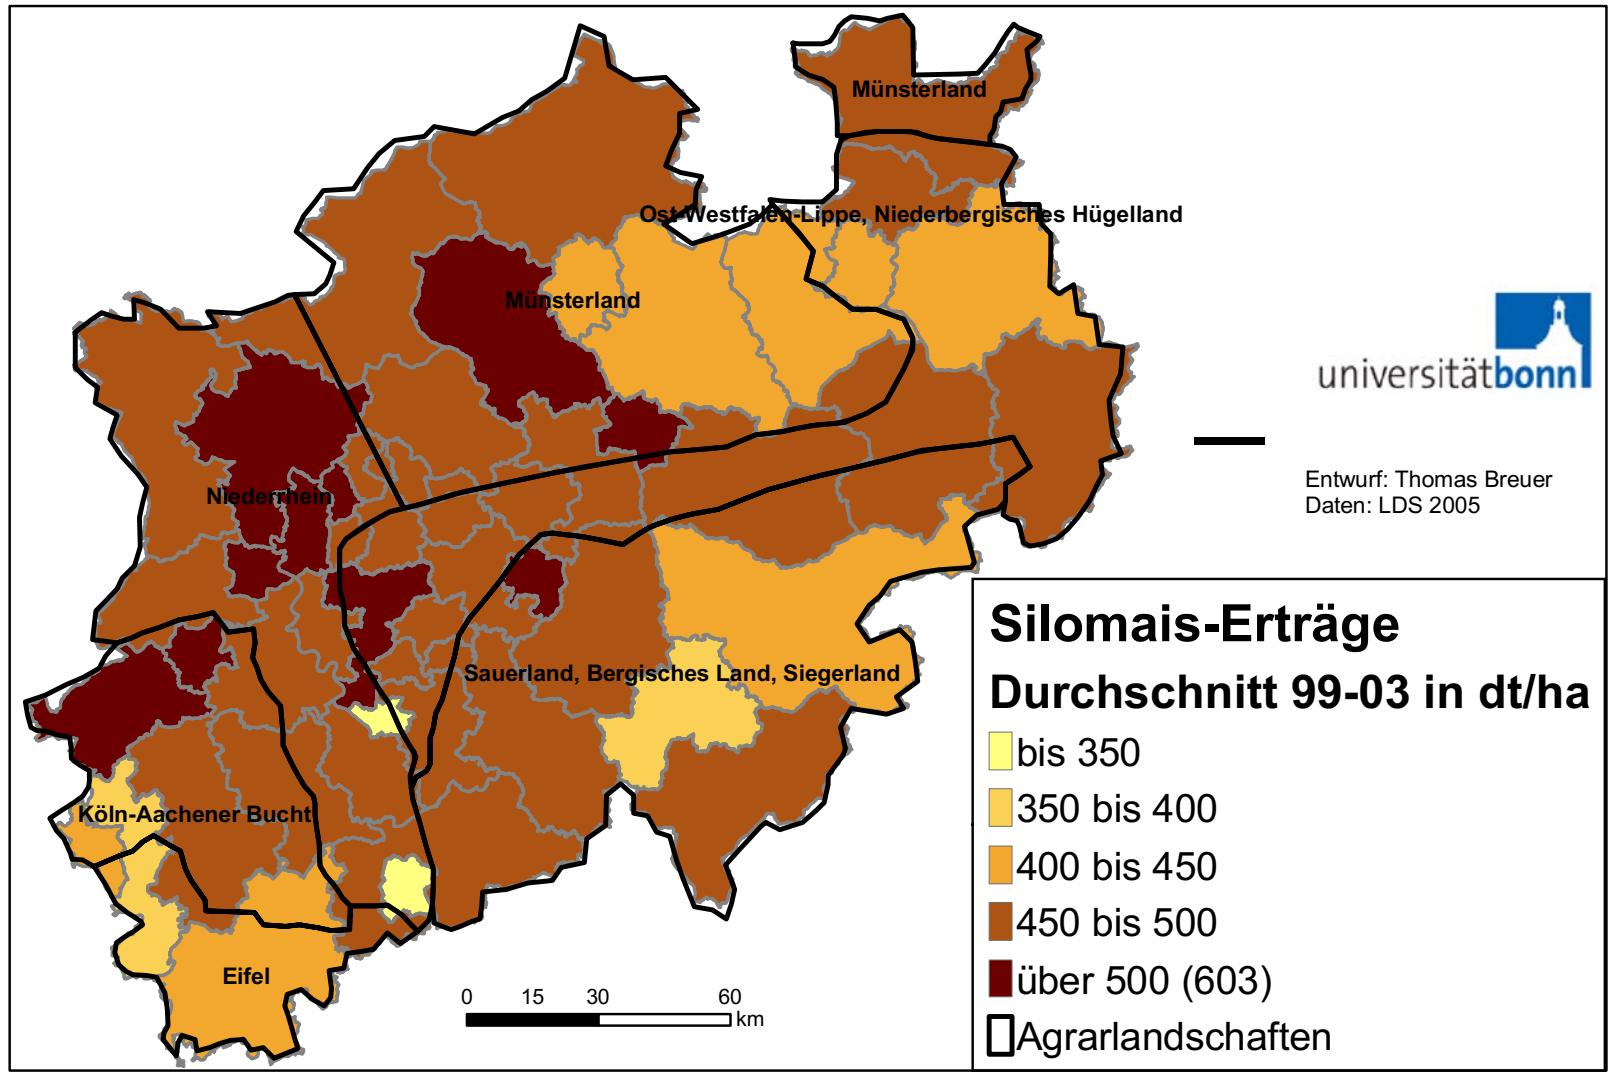 Münsterland
Ost-Westfalen-Lippe, Niederbergisches Hügelland
Münsterland
Niederrhein
Sauerland, Bergisches Land, Siegerland
Köln-Aachener Bucht
Eifel
0 15 30 60
km
universitätbonn
Entwurf: Thomas Breuer
Daten: LDS 2005
Silomais-Erträge
Durchschnitt 99-03 in dt/ha
bis 350
350 bis 400
400 bis 450
450 bis 500
über 500 (603)
Agrarlandschaften